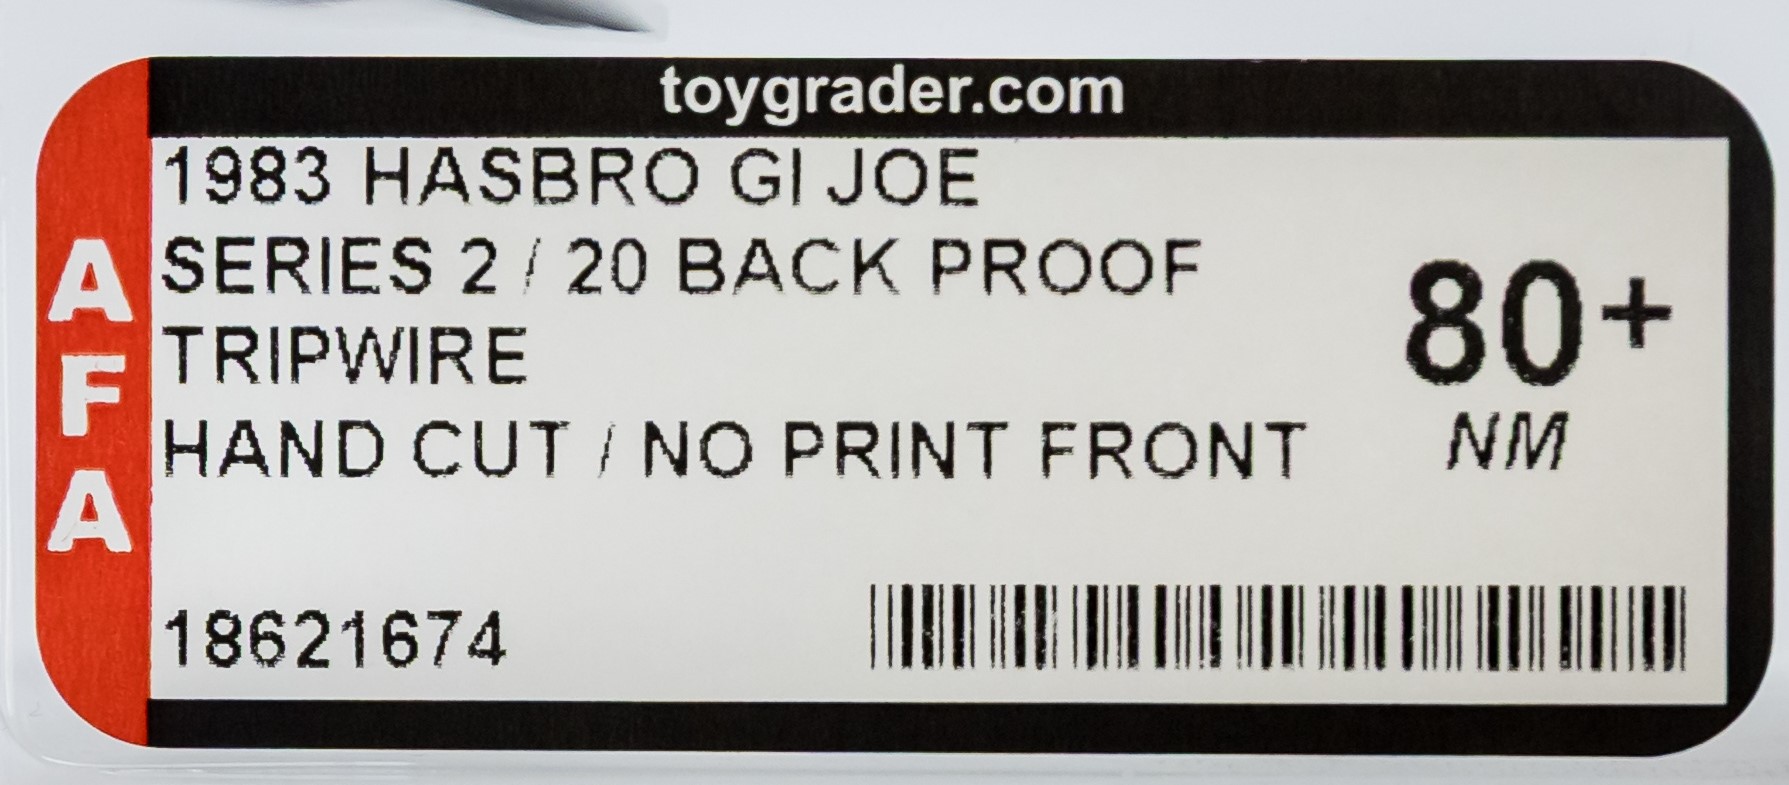 toygrader.com
AFA
1983 HASBRO GI JOE
SERIES 2 / 20 BACK PROOF
TRIPWIRE
HAND CUT / NO PRINT FRONT
80+
NM
18621674